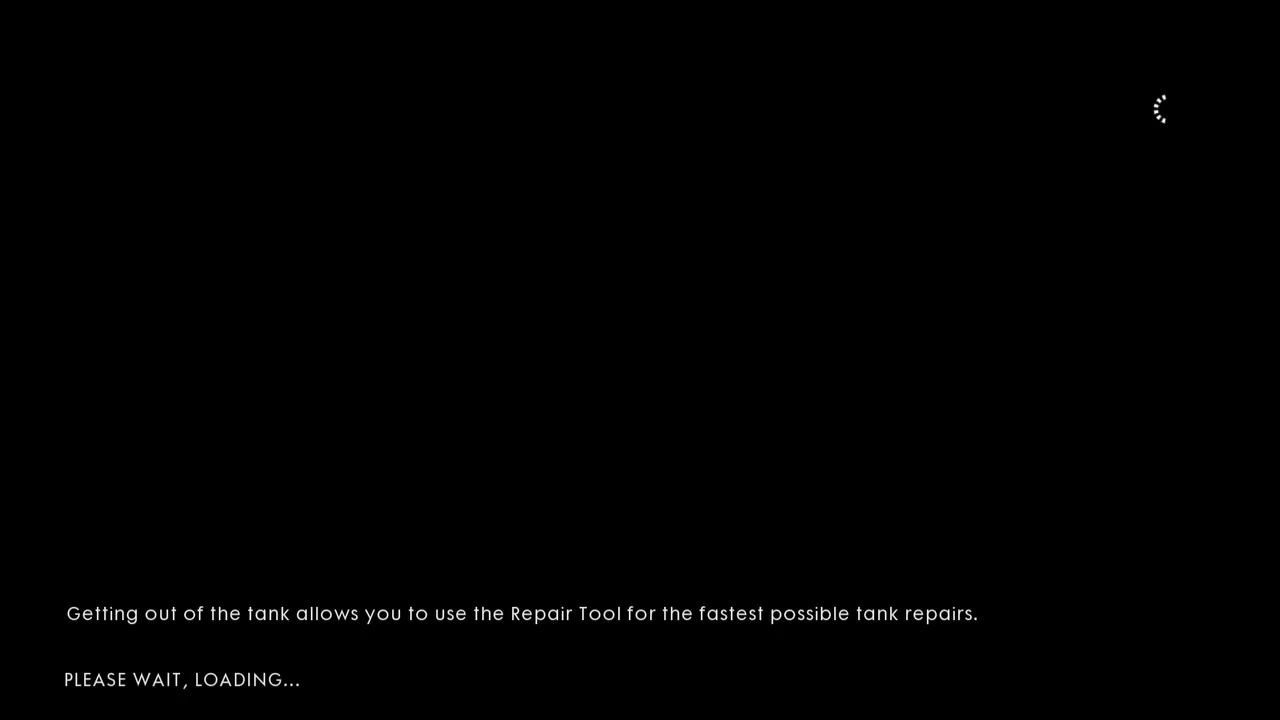 Getting out of the tank allows you to use the Repair Tool for the fastest possible tank repairs.
PLEASE WAIT, LOADING...